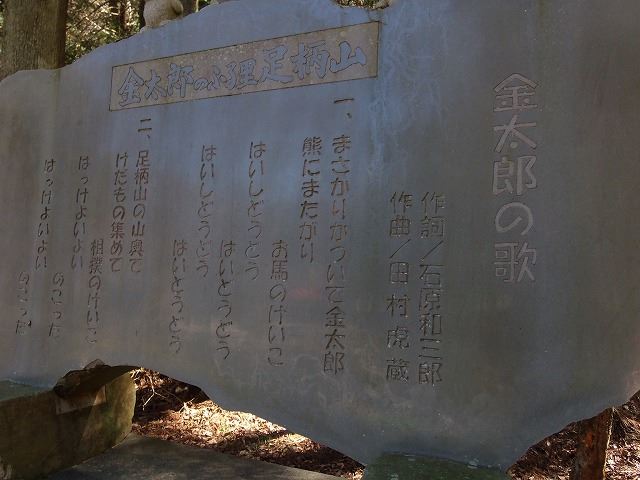 金太郎のふる里足柄山
金太郎の歌
作詞/石原和三郎
作曲/田村虎蔵
一、まさかりかついで金太郎
熊にまたがり
お馬のけいこ
はいしどうどう
はいどうどう
はいしどうどう
はいどうどう
二、足柄山の山奥で
けだもの集めて
相撲のけいこ
はっけよいよい
のこった
はっけよいよい
のこった